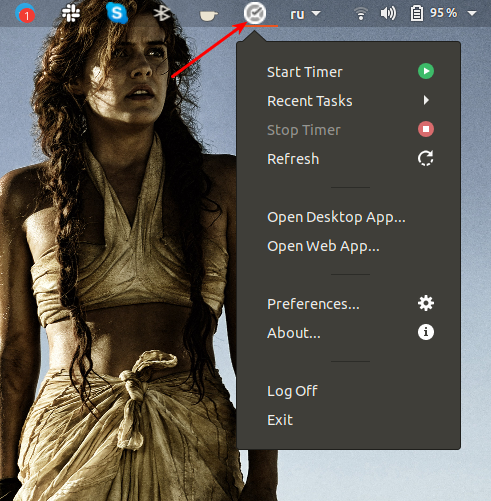 1
ru
95%
Start Timer
Recent Tasks
Stop Timer
Refresh
Open Desktop App...
Open Web App...
Preferences...
About...
Log Off
Exit